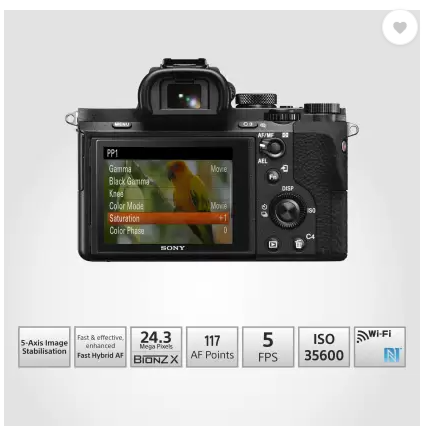 MENU
C3
AF/MF
AEL
PP1
Gamma Movie
Black Gamma
Knee
Color Mode Movie
Saturation +1
Color Phase 0
SONY
Fn
DISP
ISO
C4
5-Axis Image
Stabilisation
Fast & effective,
enhanced
Fast Hybrid AF
24.3
Mega Pixels
BIONZ X
117
AF Points
5
FPS
ISO
35600
Wi-Fi
N